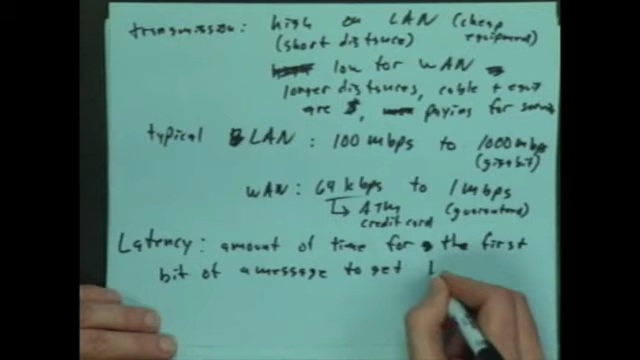 transmission: high on LAN (cheap
(short distance) equipment)
low for WAN
longer distances, cable + equip
are $, paying for service
typical LAN: 100 mbps to 1000 mbps
(gigabit)
WAN: 64 kbps to 1 mbps
↳ ATM (guaranteed)
credit card
Latency: amount of time for the first
bit of a message to get